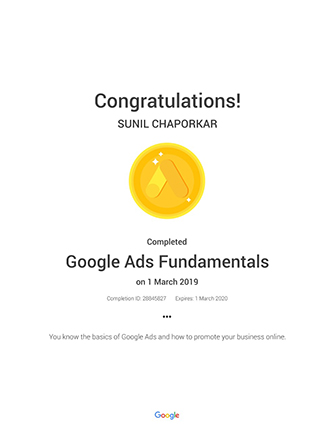 Congratulations!
SUNIL CHAPORKAR
Completed
Google Ads Fundamentals
on 1 March 2019
Completion ID: 28845827 Expires: 1 March 2020
•••
You know the basics of Google Ads and how to promote your business online.
Google